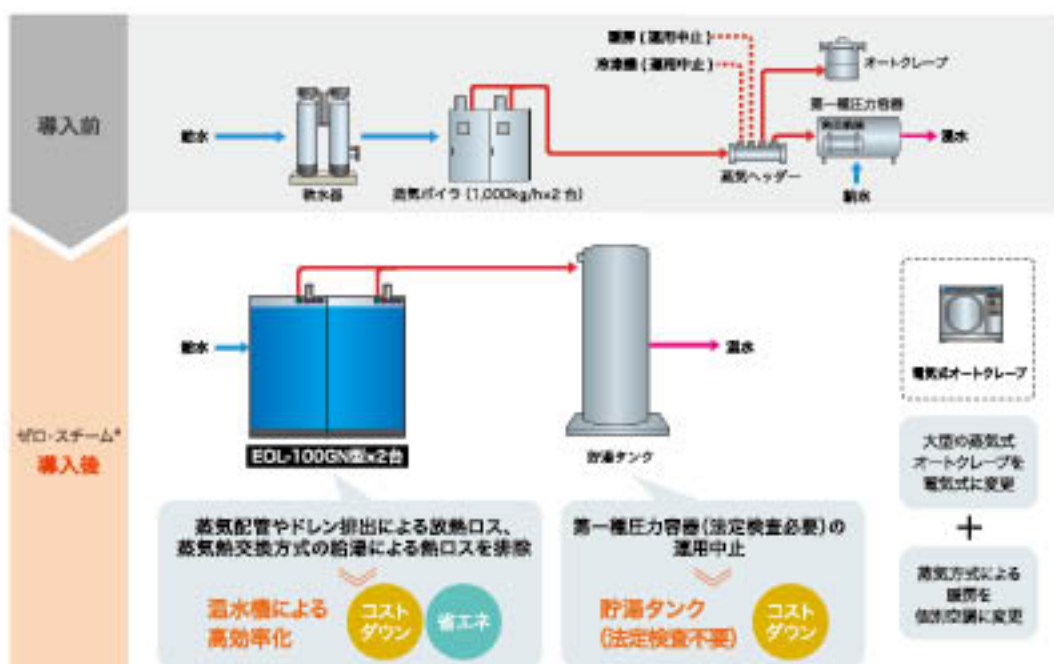 導入前
暖房(運用中止)
冷凍機(運用中止)
オートクレーブ
第一種圧力容器
給水
温水
軟水器
蒸気ボイラ(1,000kg/h×2台)
蒸気ヘッダー
給水
ゼロ・スチーム*
導入後
給水
温水
EOL-100GN型×2台
貯湯タンク
電気式オートクレーブ
大型の蒸気式
オートクレーブを
電気式に変更
+
蒸気方式による
暖房を
個別空調に変更
蒸気配管やドレン排出による放熱ロス、
蒸気熱交換方式の給湯による熱ロスを排除
温水機による
高効率化
コスト
ダウン
省エネ
第一種圧力容器(法定検査必要)の
運用中止
貯湯タンク
(法定検査不要)
コスト
ダウン